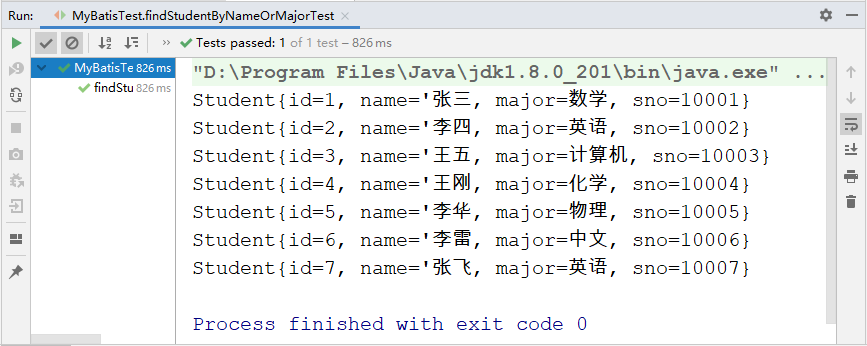 Run: MyBatisTest.findStudentByNameOrMajorTest
Tests passed: 1 of 1 test – 826 ms
MyBatisTe 826 ms
findStu 826 ms
"D:\Program Files\Java\jdk1.8.0_201\bin\java.exe" ...
Student{id=1, name='张三, major=数学, sno=10001}
Student{id=2, name='李四, major=英语, sno=10002}
Student{id=3, name='王五, major=计算机, sno=10003}
Student{id=4, name='王刚, major=化学, sno=10004}
Student{id=5, name='李华, major=物理, sno=10005}
Student{id=6, name='李雷, major=中文, sno=10006}
Student{id=7, name='张飞, major=英语, sno=10007}
Process finished with exit code 0